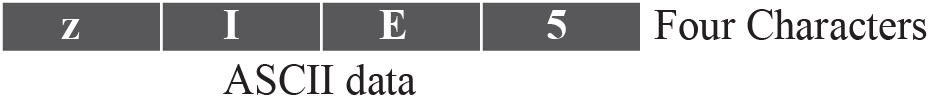 z I E 5 Four Characters
ASCII data